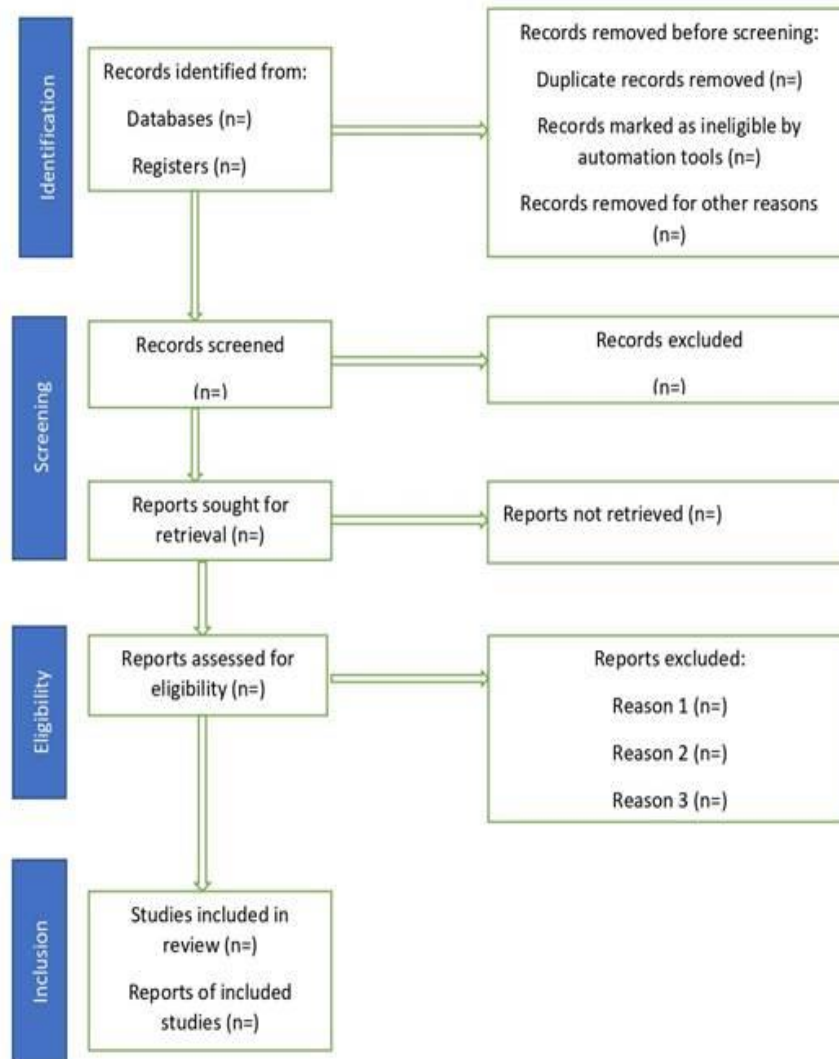 Identification
Records identified from:
Databases (n=)
Registers (n=)
Records removed before screening:
Duplicate records removed (n=)
Records marked as ineligible by
automation tools (n=)
Records removed for other reasons
(n=)
Screening
Records screened
(n=)
Records excluded
(n=)
Reports sought for
retrieval (n=)
Reports not retrieved (n=)
Eligibility
Reports assessed for
eligibility (n=)
Reports excluded:
Reason 1 (n=)
Reason 2 (n=)
Reason 3 (n=)
Inclusion
Studies included in
review (n=)
Reports of included
studies (n=)